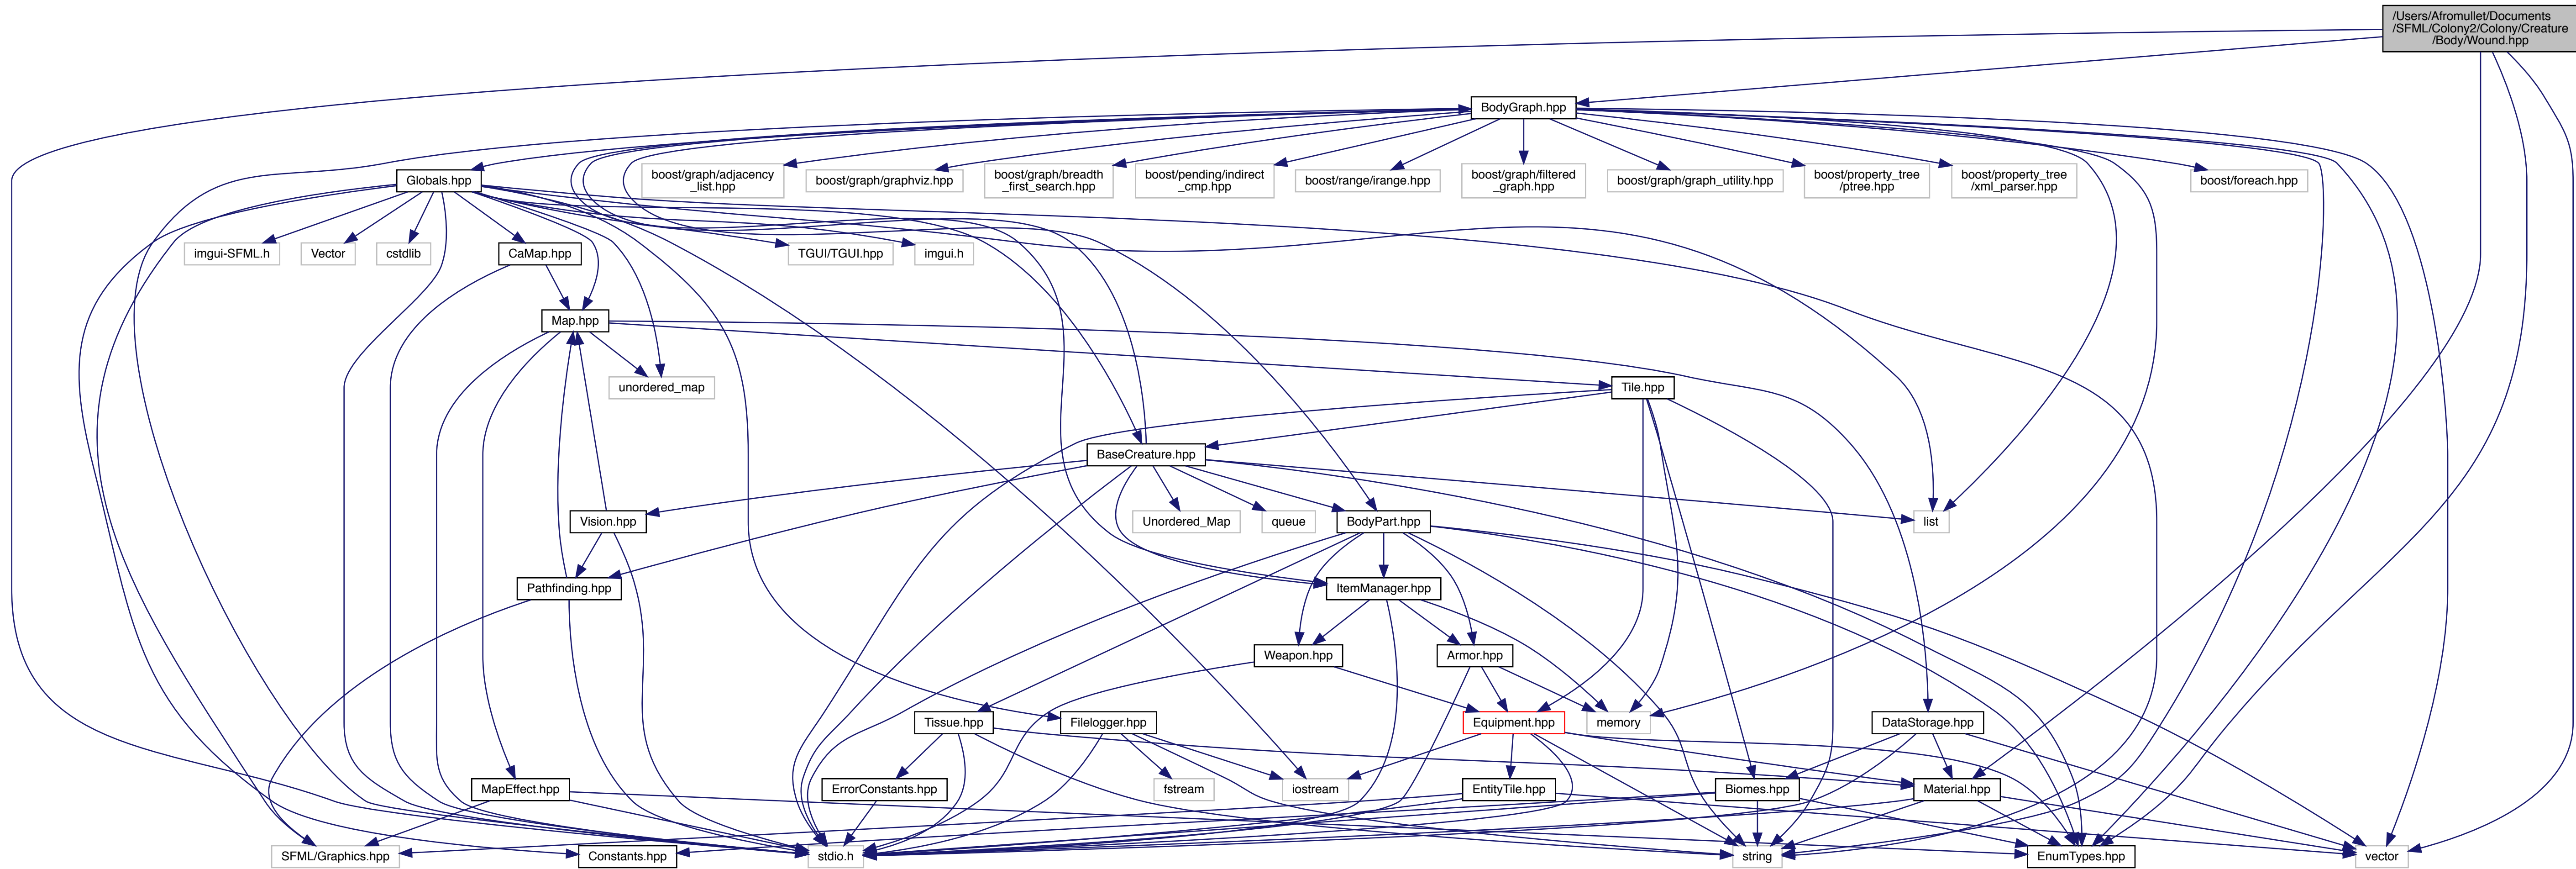 /Users/Afromullet/Documents
/SFML/Colony2/Colony/Creature
/Body/Wound.hpp
BodyGraph.hpp
Globals.hpp
boost/graph/adjacency
_list.hpp
boost/graph/graphviz.hpp
boost/graph/breadth
_first_search.hpp
boost/pending/indirect
_cmp.hpp
boost/range/irange.hpp
boost/graph/filtered
_graph.hpp
boost/graph/graph_utility.hpp
boost/property_tree
/ptree.hpp
boost/property_tree
/xml_parser.hpp
boost/foreach.hpp
imgui-SFML.h
Vector
cstdlib
CaMap.hpp
TGUI/TGUI.hpp
imgui.h
Map.hpp
unordered_map
Tile.hpp
BaseCreature.hpp
Vision.hpp
Unordered_Map
queue
BodyPart.hpp
list
Pathfinding.hpp
ItemManager.hpp
Weapon.hpp
Armor.hpp
Tissue.hpp
Filelogger.hpp
Equipment.hpp
memory
DataStorage.hpp
MapEffect.hpp
ErrorConstants.hpp
fstream
iostream
EntityTile.hpp
Biomes.hpp
Material.hpp
SFML/Graphics.hpp
Constants.hpp
stdio.h
string
EnumTypes.hpp
vector